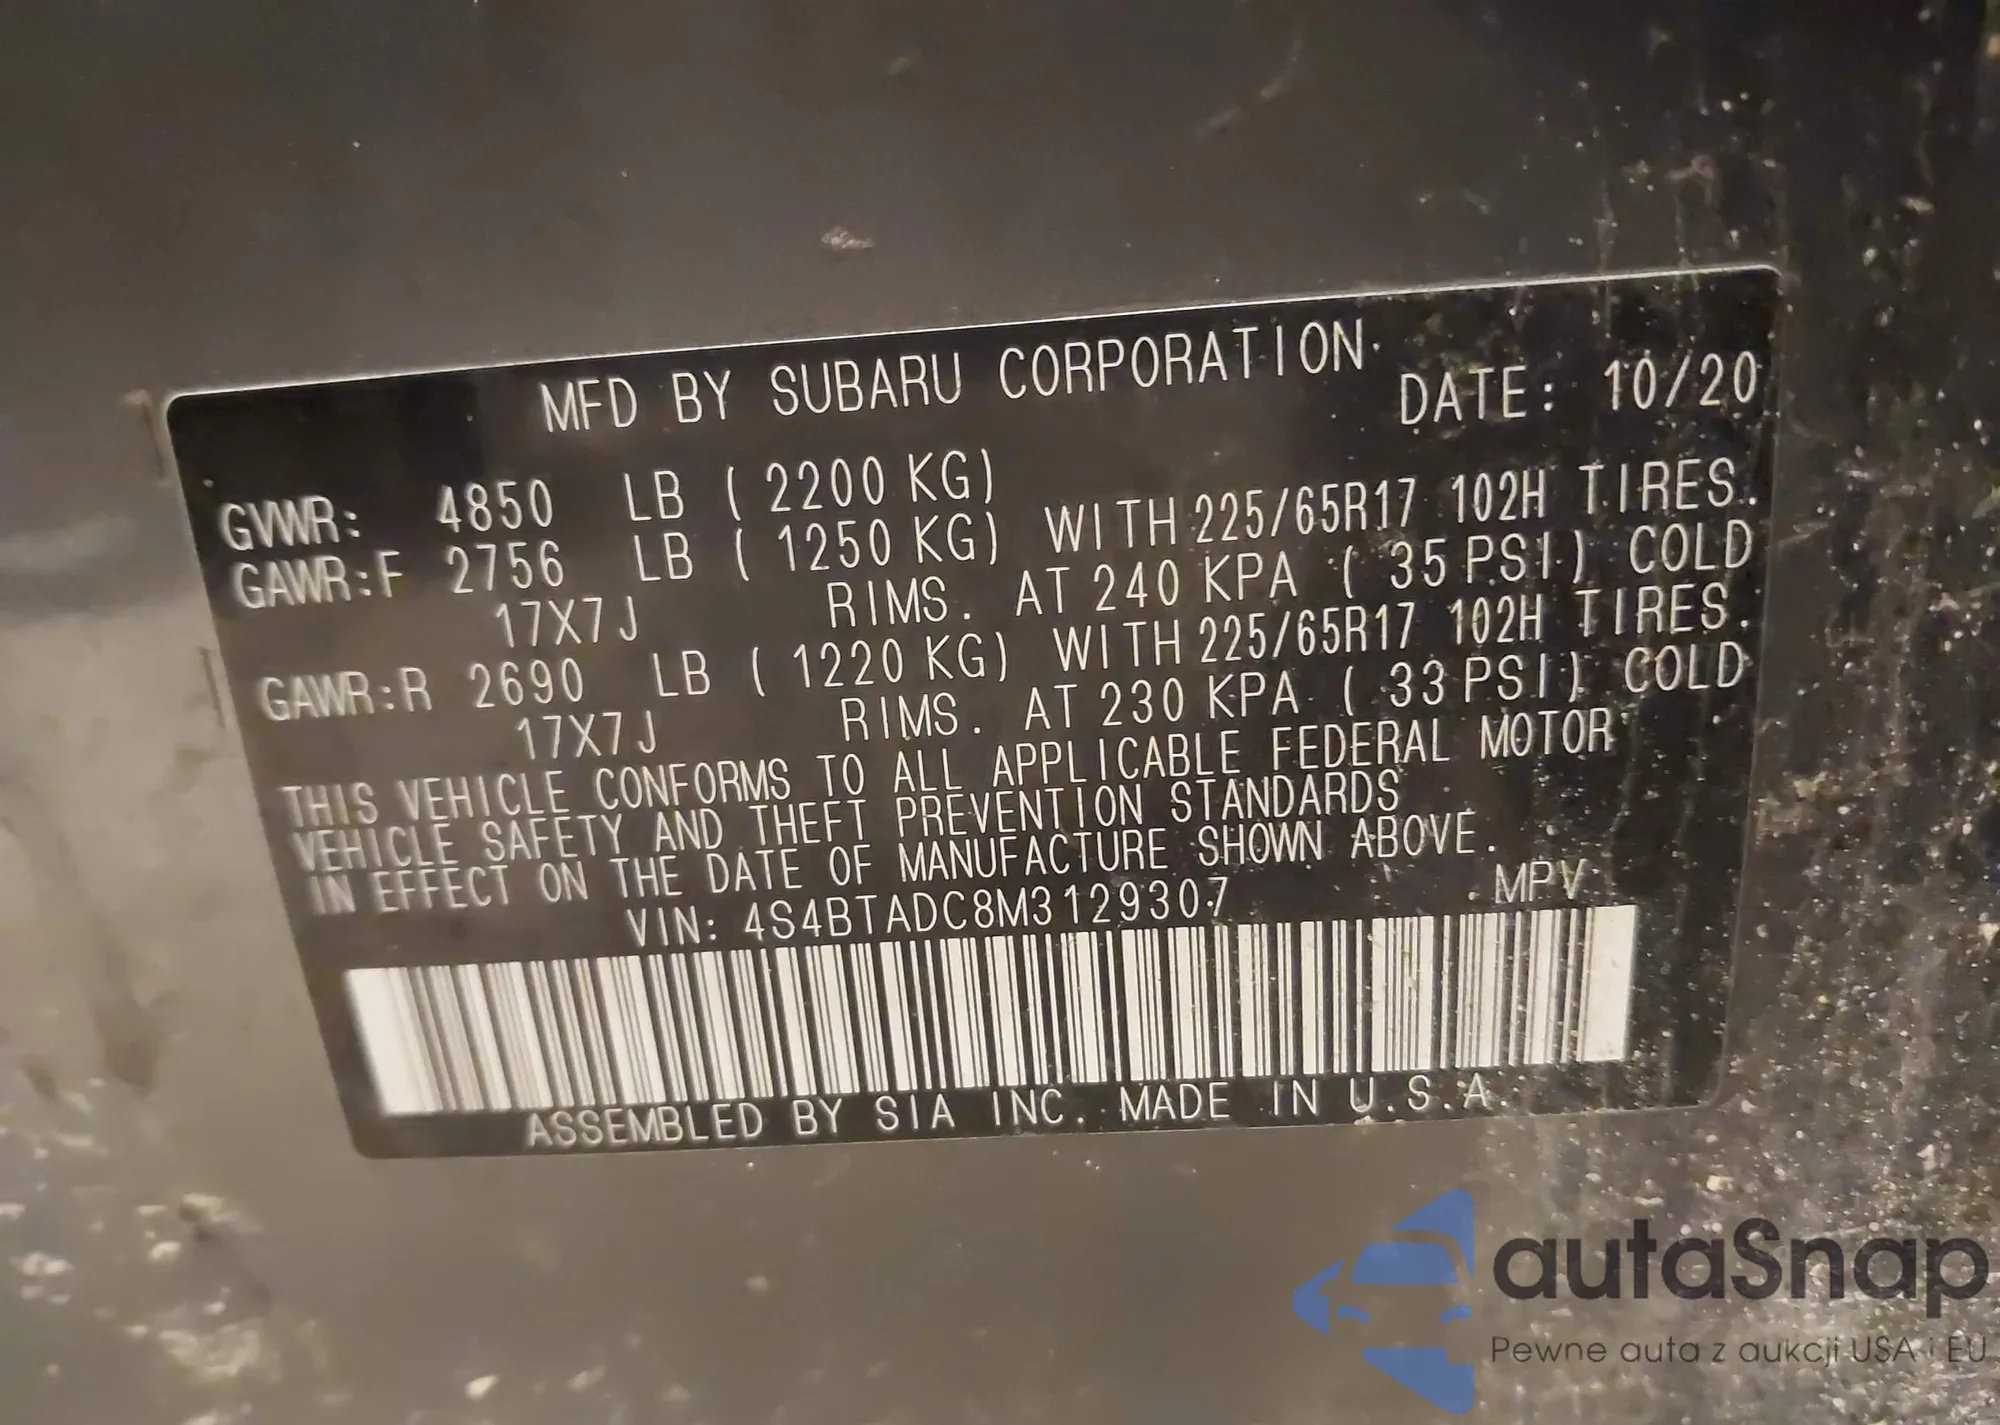 MFD BY SUBARU CORPORATION
DATE: 10/20
GVWR: 4850 LB ( 2200 KG)
GAWR:F 2756 LB ( 1250 KG) WITH 225/65R17 102H TIRES.
17X7J RIMS. AT 240 KPA ( 35 PSI) COLD
GAWR:R 2690 LB ( 1220 KG) WITH 225/65R17 102H TIRES.
17X7J RIMS. AT 230 KPA ( 33 PSI) COLD
THIS VEHICLE CONFORMS TO ALL APPLICABLE FEDERAL MOTOR
VEHICLE SAFETY AND THEFT PREVENTION STANDARDS
IN EFFECT ON THE DATE OF MANUFACTURE SHOWN ABOVE.
VIN: 4S4BTADC8M3129307 MPV
ASSEMBLED BY SIA INC. MADE IN U.S.A.
autaSnap
Pewne auta z aukcji USA i EU